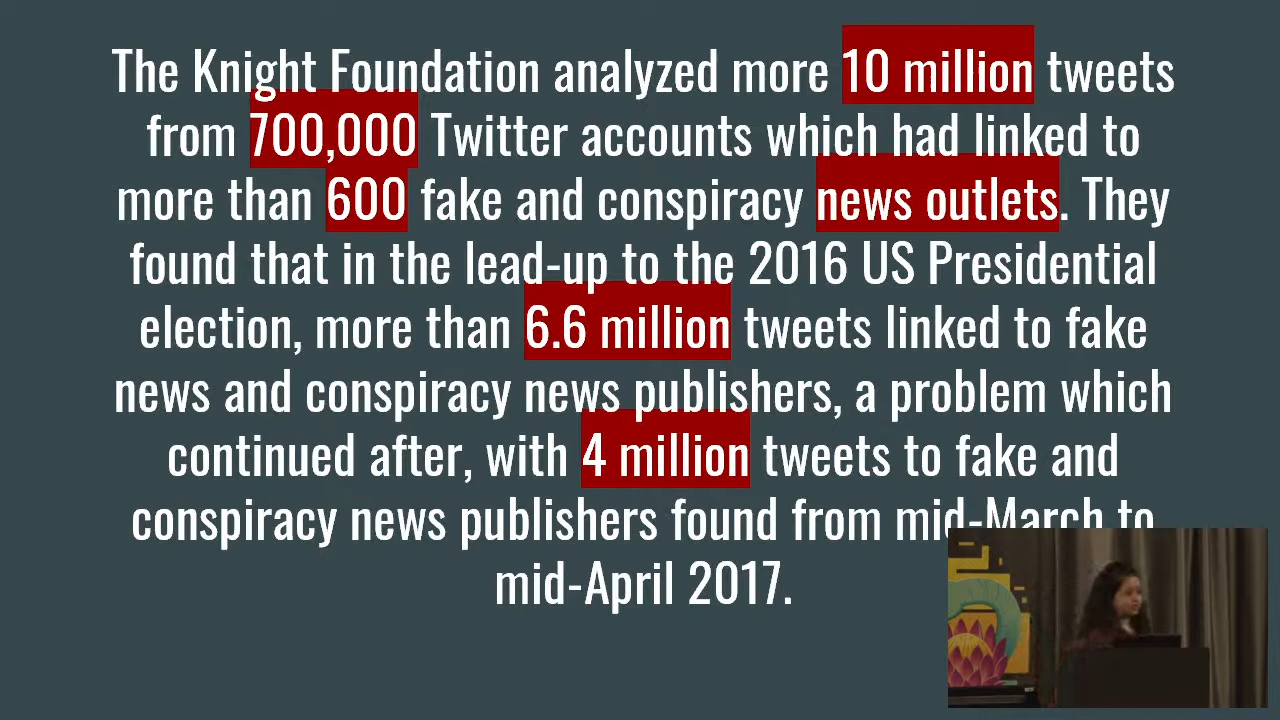 The Knight Foundation analyzed more 10 million tweets
from 700,000 Twitter accounts which had linked to
more than 600 fake and conspiracy news outlets. They
found that in the lead-up to the 2016 US Presidential
election, more than 6.6 million tweets linked to fake
news and conspiracy news publishers, a problem which
continued after, with 4 million tweets to fake and
conspiracy news publishers found from mid-March to
mid-April 2017.